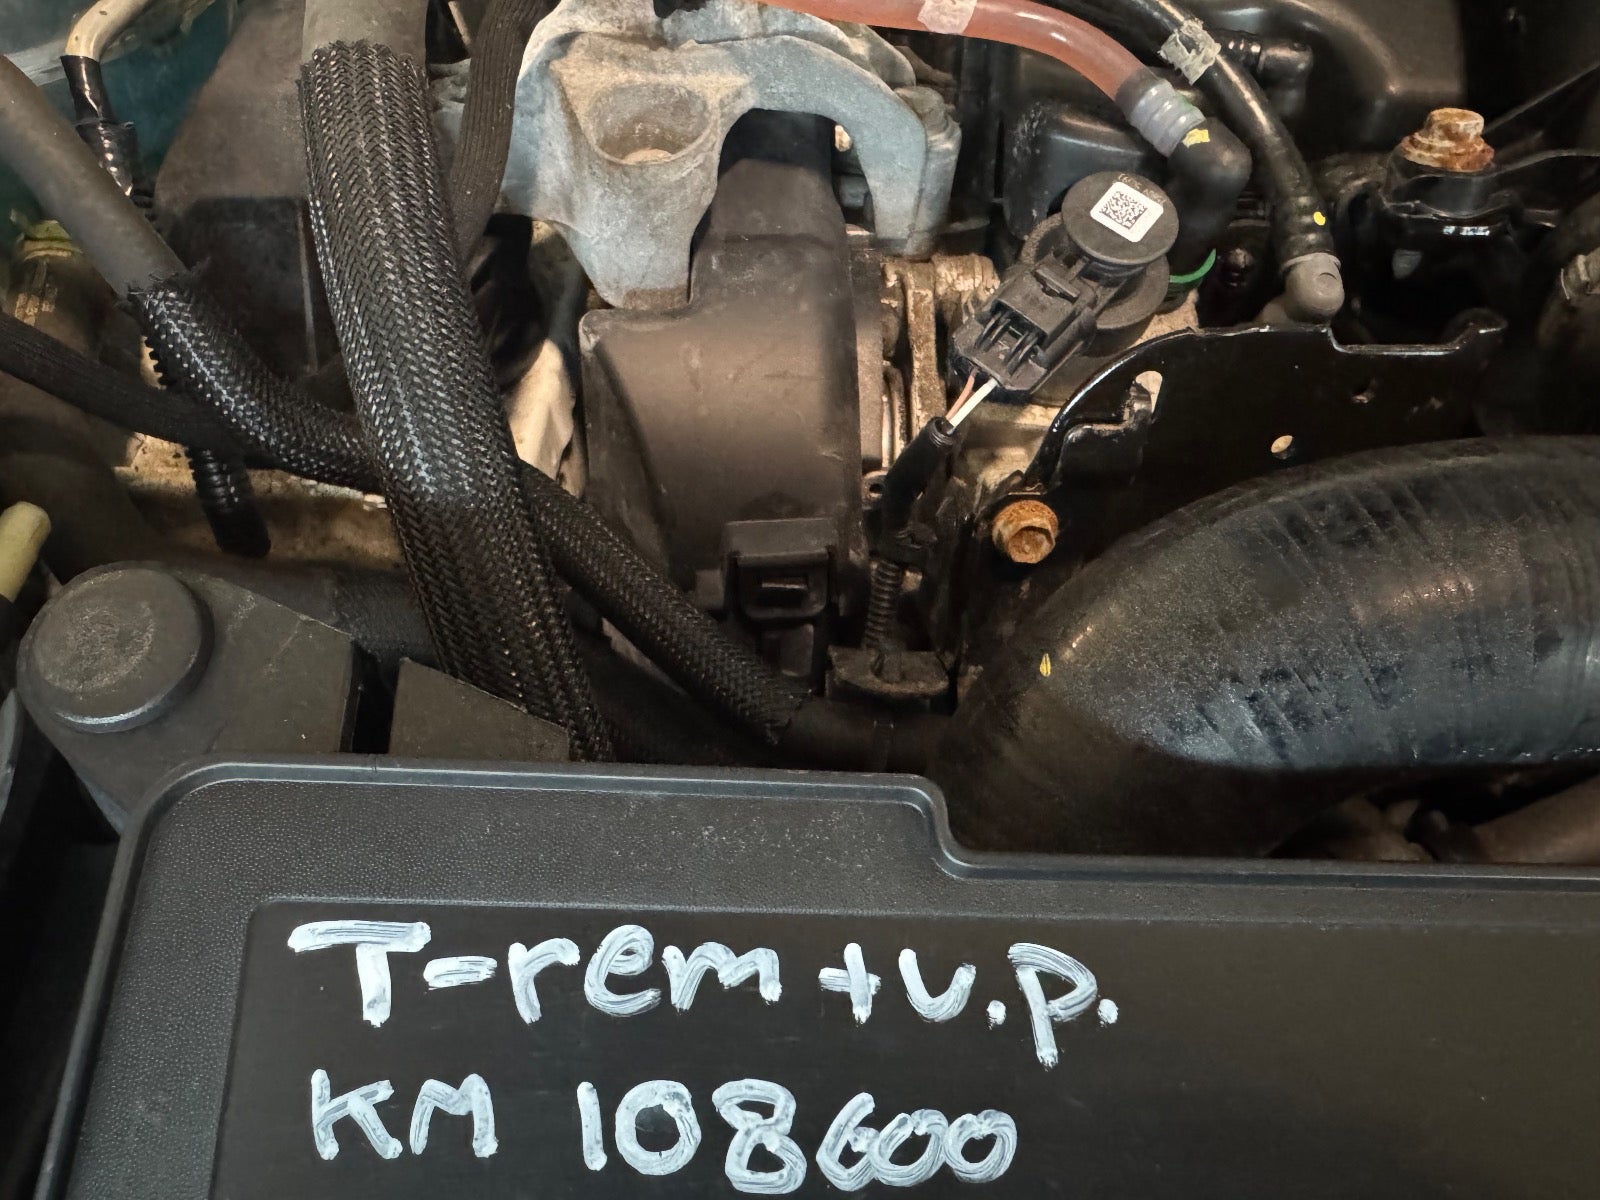 T-rem + v.p.
KM 108600